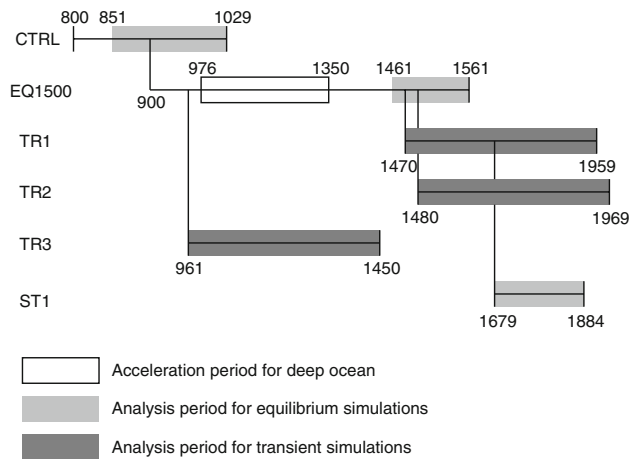 800 851 1029
CTRL
976 1350 1461 1561
EQ1500
900
TR1
1470 1959
TR2
1480 1969
TR3
961 1450
ST1
1679 1884
Acceleration period for deep ocean
Analysis period for equilibrium simulations
Analysis period for transient simulations